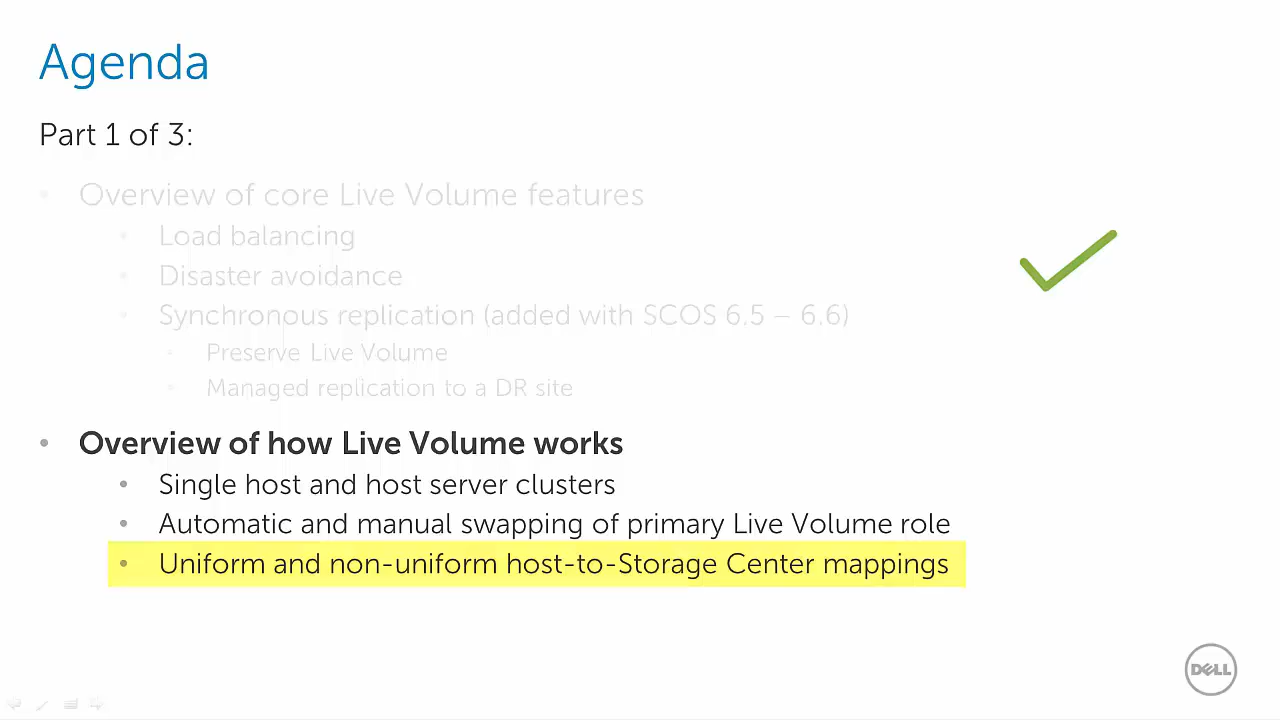 Agenda
Part 1 of 3:
• Overview of core Live Volume features
• Load balancing
• Disaster avoidance
• Synchronous replication (added with SCOS 6.5 – 6.6)
• Preserve Live Volume
• Managed replication to a DR site
• Overview of how Live Volume works
• Single host and host server clusters
• Automatic and manual swapping of primary Live Volume role
• Uniform and non-uniform host-to-Storage Center mappings
DELL